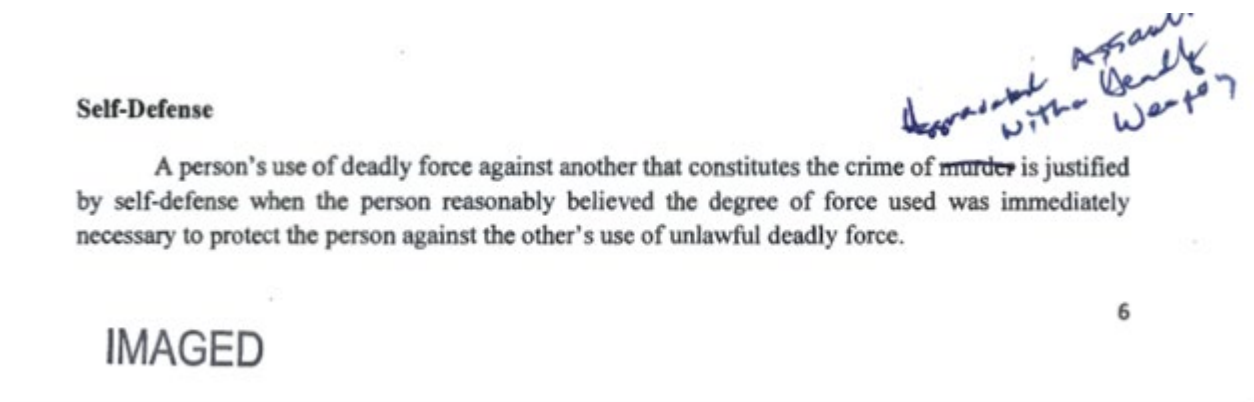 Aggravated Assault
with a Deadly
Weapon
Self-Defense
A person's use of deadly force against another that constitutes the crime of murder is justified
by self-defense when the person reasonably believed the degree of force used was immediately
necessary to protect the person against the other's use of unlawful deadly force.
6
IMAGED